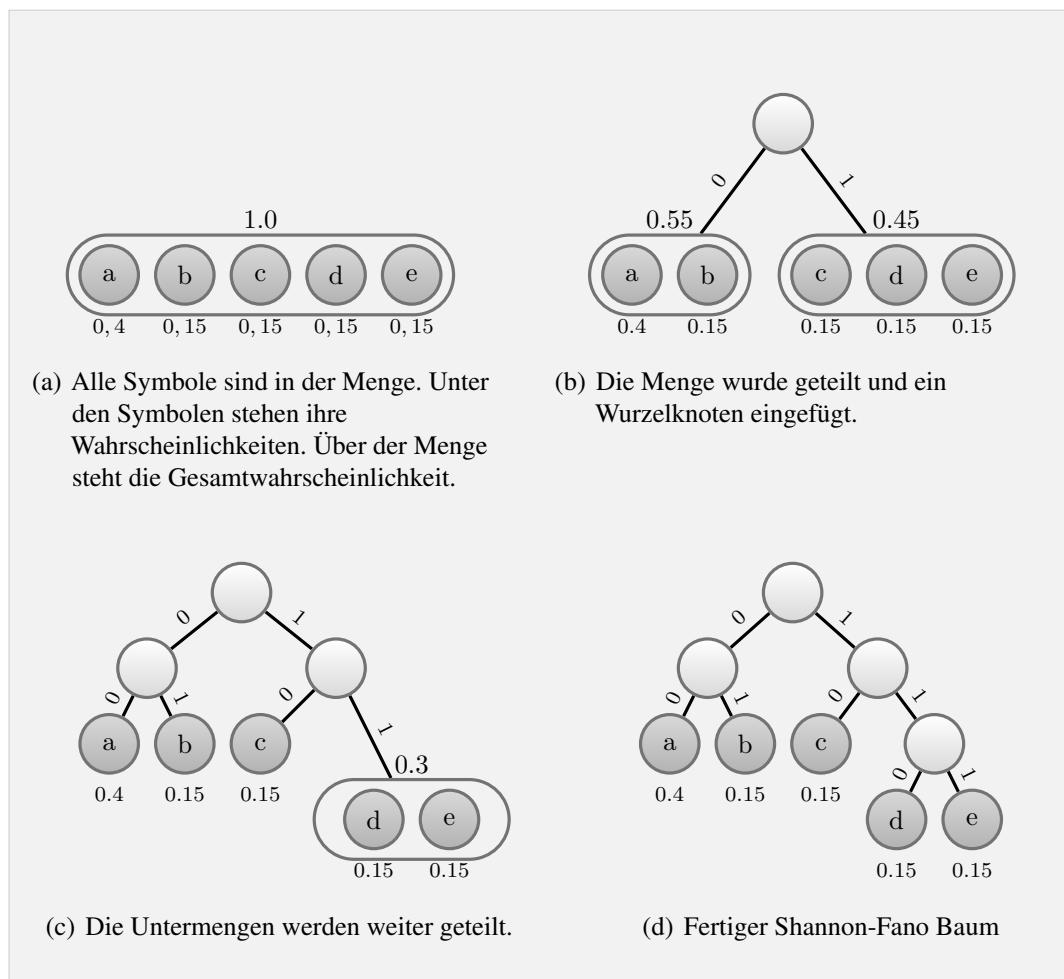 1.0
a b c d e
0,4 0,15 0,15 0,15 0,15
(a) Alle Symbole sind in der Menge. Unter
den Symbolen stehen ihre
Wahrscheinlichkeiten. Über der Menge
steht die Gesamtwahrscheinlichkeit.
0 1
0.55 0.45
a b c d e
0.4 0.15 0.15 0.15 0.15
(b) Die Menge wurde geteilt und ein
Wurzelknoten eingefügt.
0 1
0 1 0 1
a b c
0.3
0.4 0.15 0.15
d e
0.15 0.15
(c) Die Untermengen werden weiter geteilt.
0 1
0 1 0 1
a b c
0 1
0.4 0.15 0.15
d e
0.15 0.15
(d) Fertiger Shannon-Fano Baum